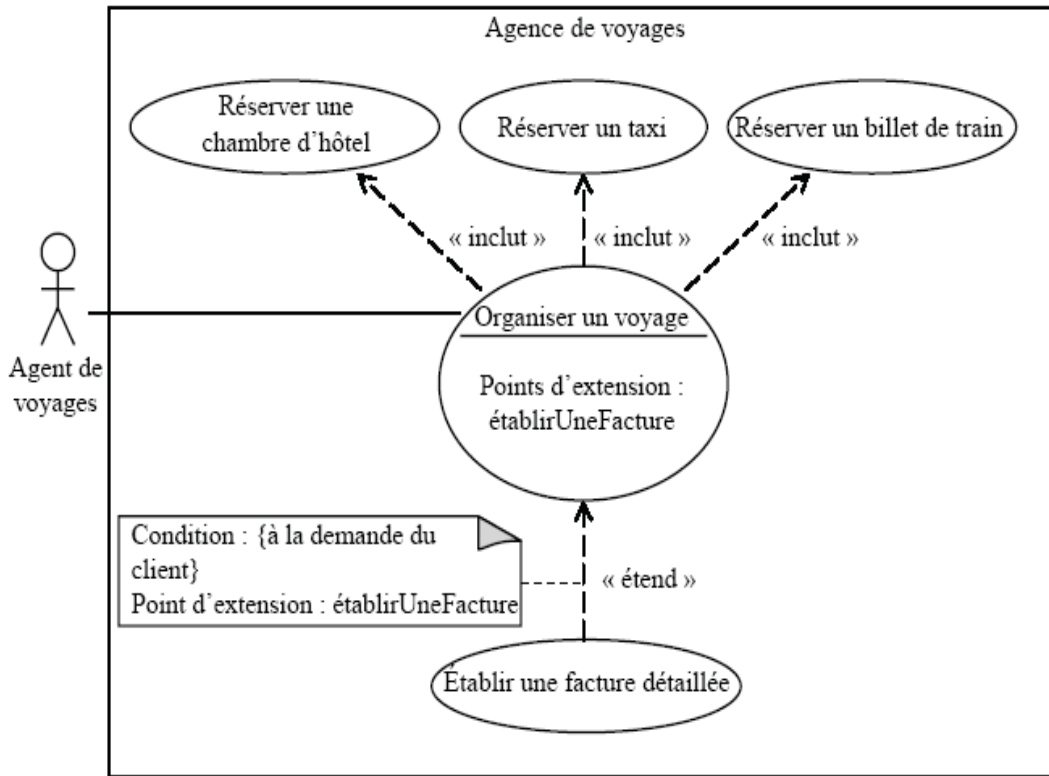 Agence de voyages
Réserver une
chambre d'hôtel
Réserver un taxi
Réserver un billet de train
« inclut »
« inclut »
« inclut »
Agent de
voyages
Organiser un voyage
Points d'extension :
établirUneFacture
Condition : {à la demande du
client}
Point d'extension : établirUneFacture
« étend »
Établir une facture détaillée